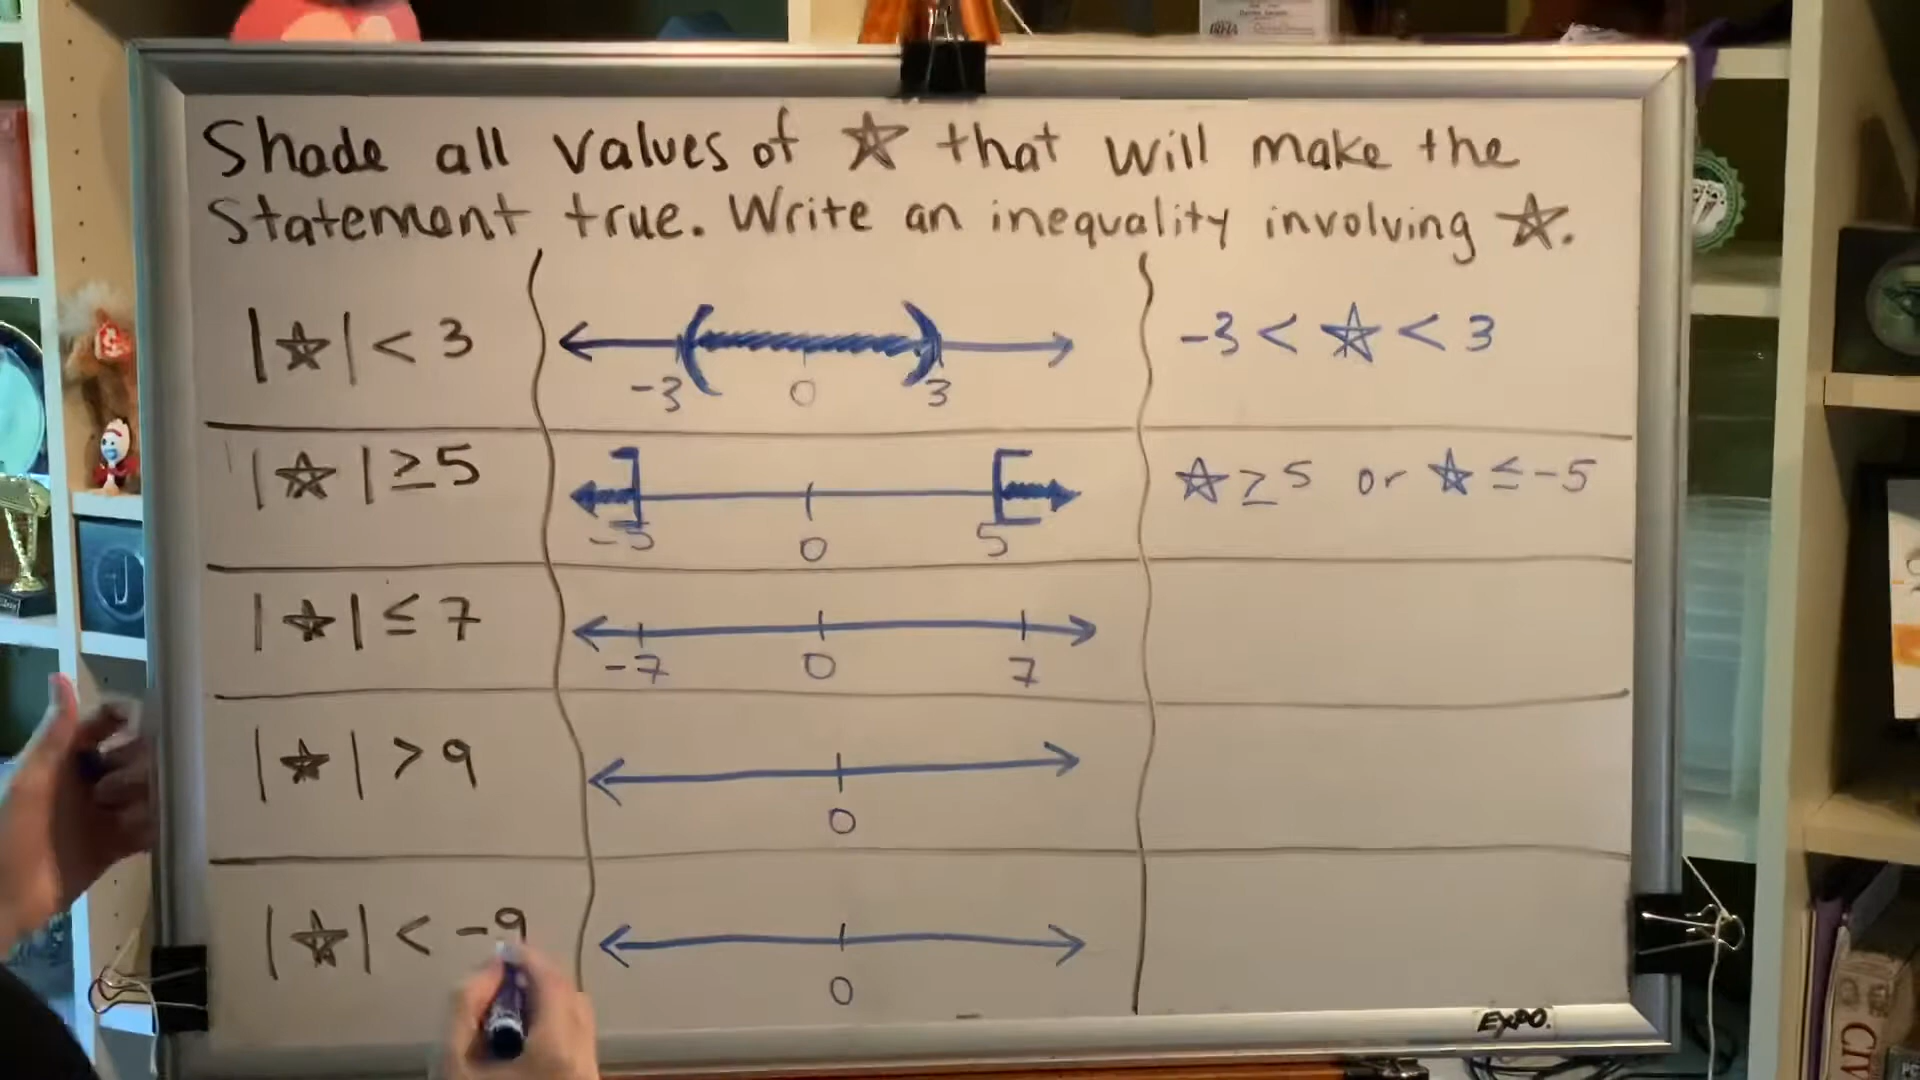 Shade all values of ☆ that will make the
statement true. Write an inequality involving ☆.
|☆| < 3
-3 0 3
-3 < ☆ < 3
|☆| ≥ 5
-5 0 5
☆ ≥ 5 or ☆ ≤ -5
|☆| ≤ 7
-7 0 7
|☆| > 9
0
|☆| < -9
0
EXPO.